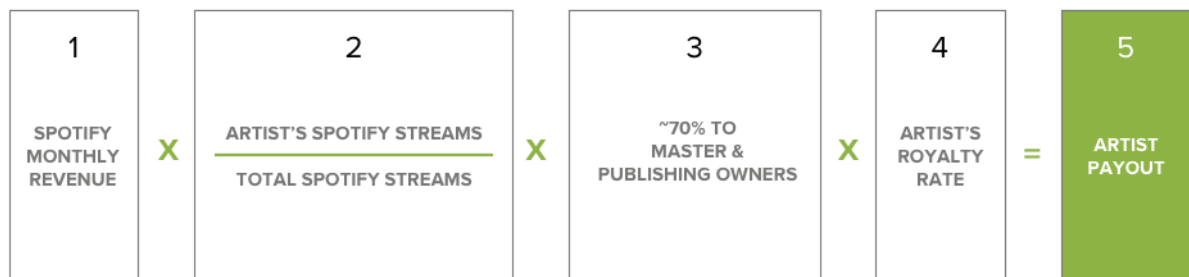 1
SPOTIFY
MONTHLY
REVENUE
X
2
ARTIST'S SPOTIFY STREAMS
TOTAL SPOTIFY STREAMS
X
3
~70% TO
MASTER &
PUBLISHING OWNERS
X
4
ARTIST'S
ROYALTY
RATE
=
5
ARTIST
PAYOUT